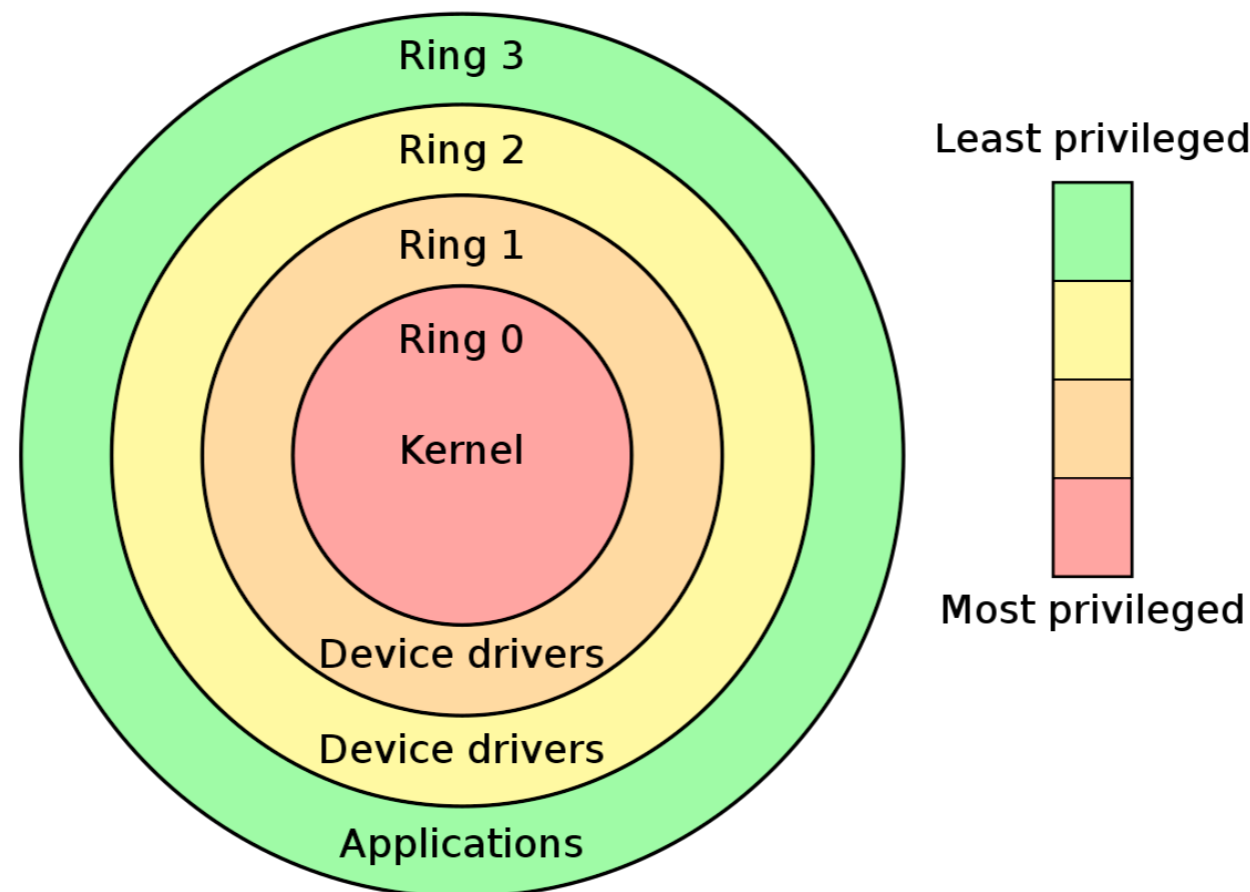 Ring 3
Ring 2
Ring 1
Ring 0
Kernel
Device drivers
Device drivers
Applications
Least privileged
Most privileged